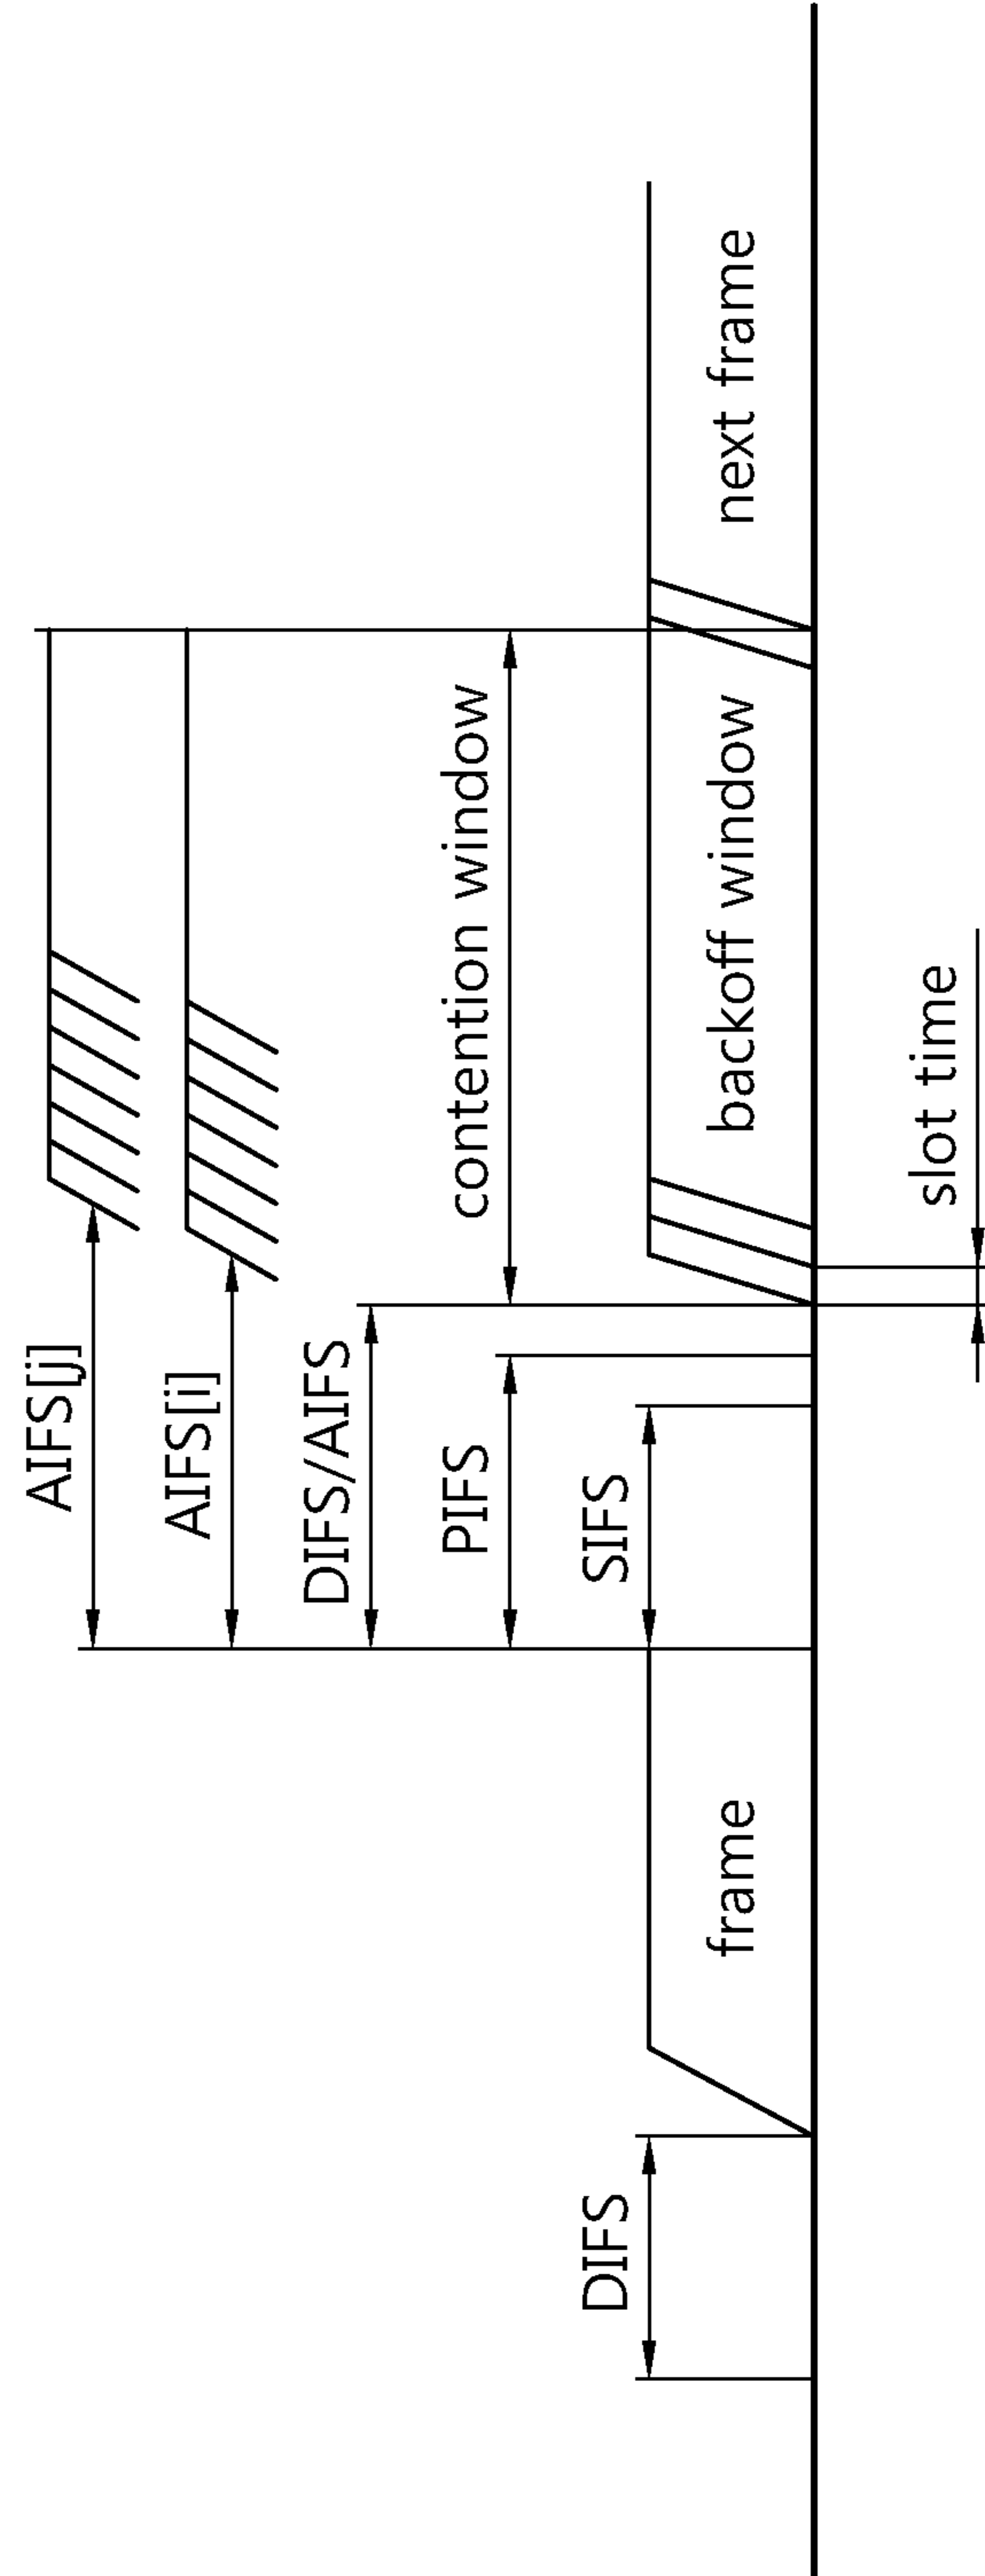 AIFS[j]
AIFS[i]
DIFS/AIFS
PIFS
contention window
DIFS
SIFS
frame
backoff window
next frame
slot time